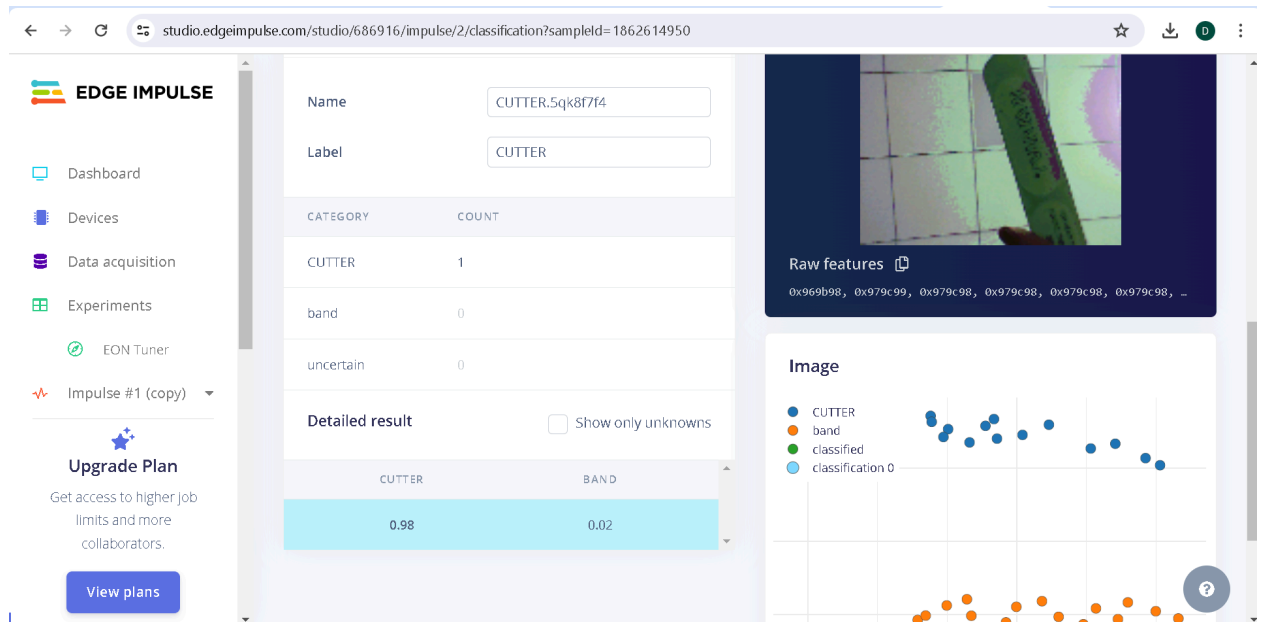 studio.edgeimpulse.com/studio/686916/impulse/2/classification?sampleId=1862614950
D
EDGE IMPULSE
Dashboard
Devices
Data acquisition
Experiments
EON Tuner
Impulse #1 (copy)
Upgrade Plan
Get access to higher job
limits and more
collaborators.
View plans
Name CUTTER.5qk8f7f4
Label CUTTER
CATEGORY COUNT
CUTTER 1
band 0
uncertain 0
Detailed result Show only unknowns
CUTTER BAND
0.98 0.02
Raw features
0x969b98, 0x979c99, 0x979c98, 0x979c98, 0x979c98, 0x979c98, …
Image
CUTTER
band
classified
classification 0
?